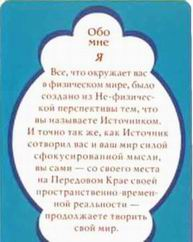 Обо
мне
Я
Все, что окружает вас
в физическом мире, было
создано из Не-физичес-
кой перспективы тем, что
вы называете Источником.
И точно так же, как Источник
сотворил вас и ваш мир силой
сфокусированной мысли,
вы сами — со своего места
на Передовом Крае своей
пространственно-времен-
ной реальности —
продолжаете творить
свой мир.